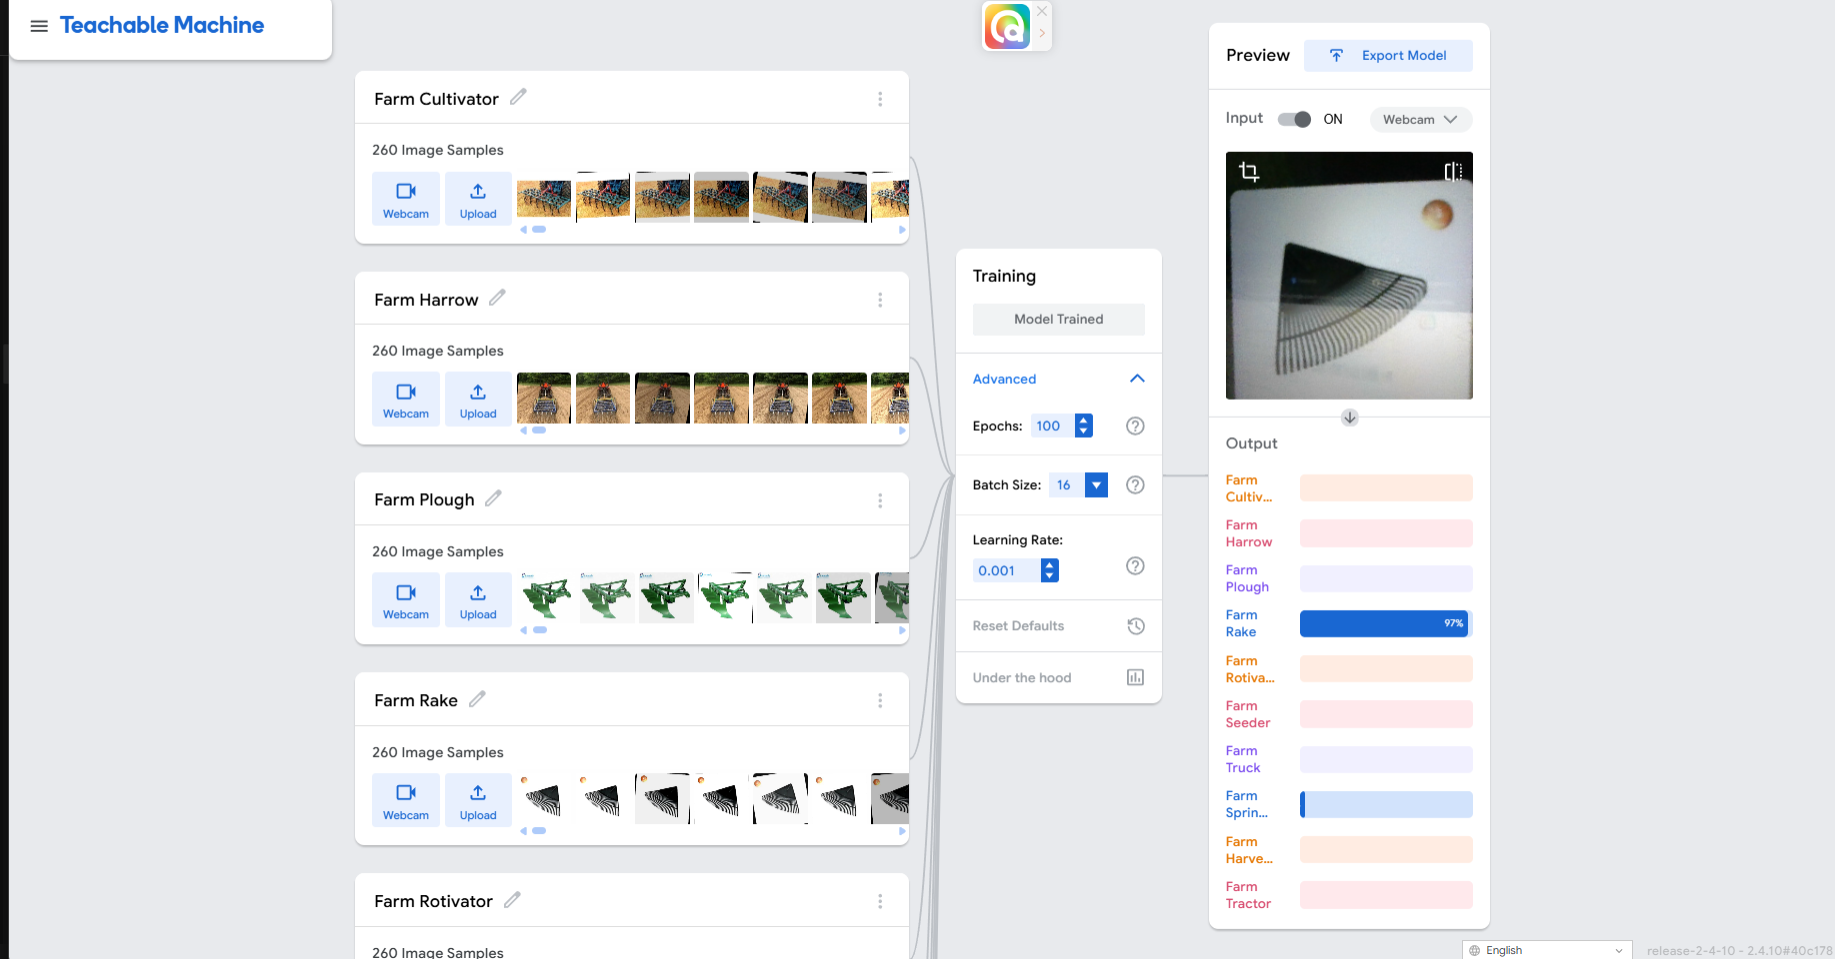 Teachable Machine
Farm Cultivator
260 Image Samples
Webcam
Upload
Farm Harrow
260 Image Samples
Webcam
Upload
Farm Plough
260 Image Samples
Webcam
Upload
Farm Rake
260 Image Samples
Webcam
Upload
Farm Rotivator
260 Image Samples
Training
Model Trained
Advanced
Epochs: 100
Batch Size: 16
Learning Rate:
0.001
Reset Defaults
Under the hood
Preview
Export Model
Input ON Webcam
Output
Farm
Cultiv...
Farm
Harrow
Farm
Plough
Farm
Rake
97%
Farm
Rotiva...
Farm
Seeder
Farm
Truck
Farm
Sprin...
Farm
Harve...
Farm
Tractor
English
release-2-4-10 - 2.4.10#40c178